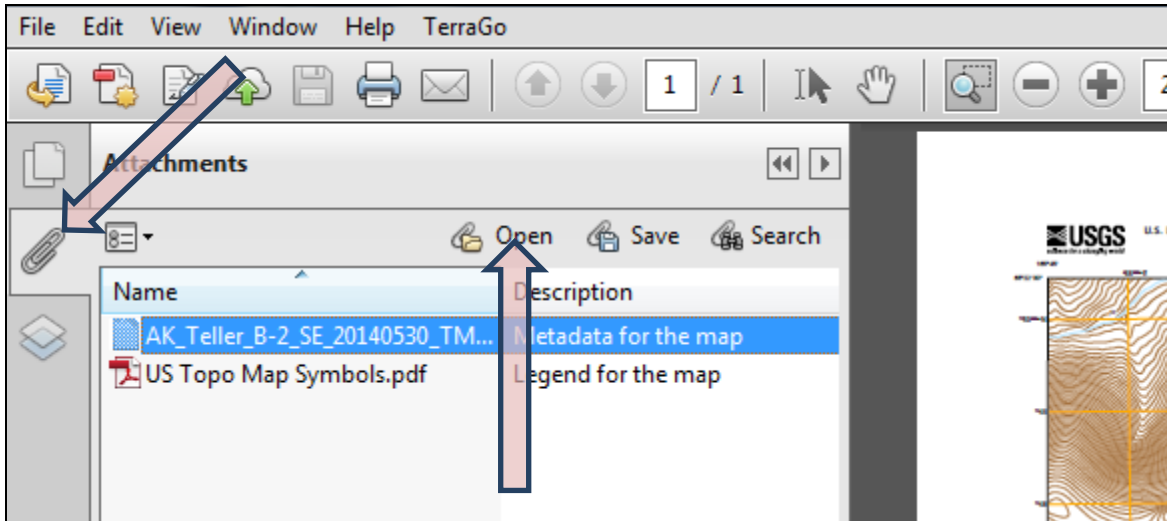 File Edit View Window Help TerraGo
1 / 1 2
Attachments
Open Save Search
Name Description
AK_Teller_B-2_SE_20140530_TM... Metadata for the map
US Topo Map Symbols.pdf Legend for the map
USGS U.S.